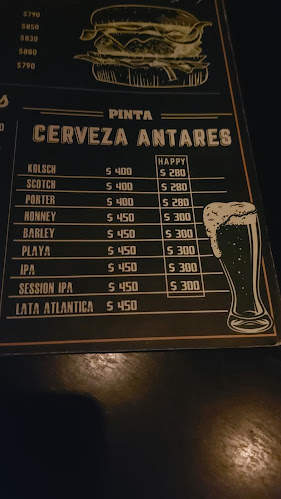 $790
$850
$830
$880
$790
PINTA
CERVEZA ANTARES
HAPPY
KOLSCH $ 400 $ 280
SCOTCH $ 400 $ 280
PORTER $ 400 $ 280
HONNEY $ 450 $ 300
BARLEY $ 450 $ 300
PLAYA $ 450 $ 300
IPA $ 450 $ 300
SESSION IPA $ 450 $ 300
LATA ATLANTICA $ 450